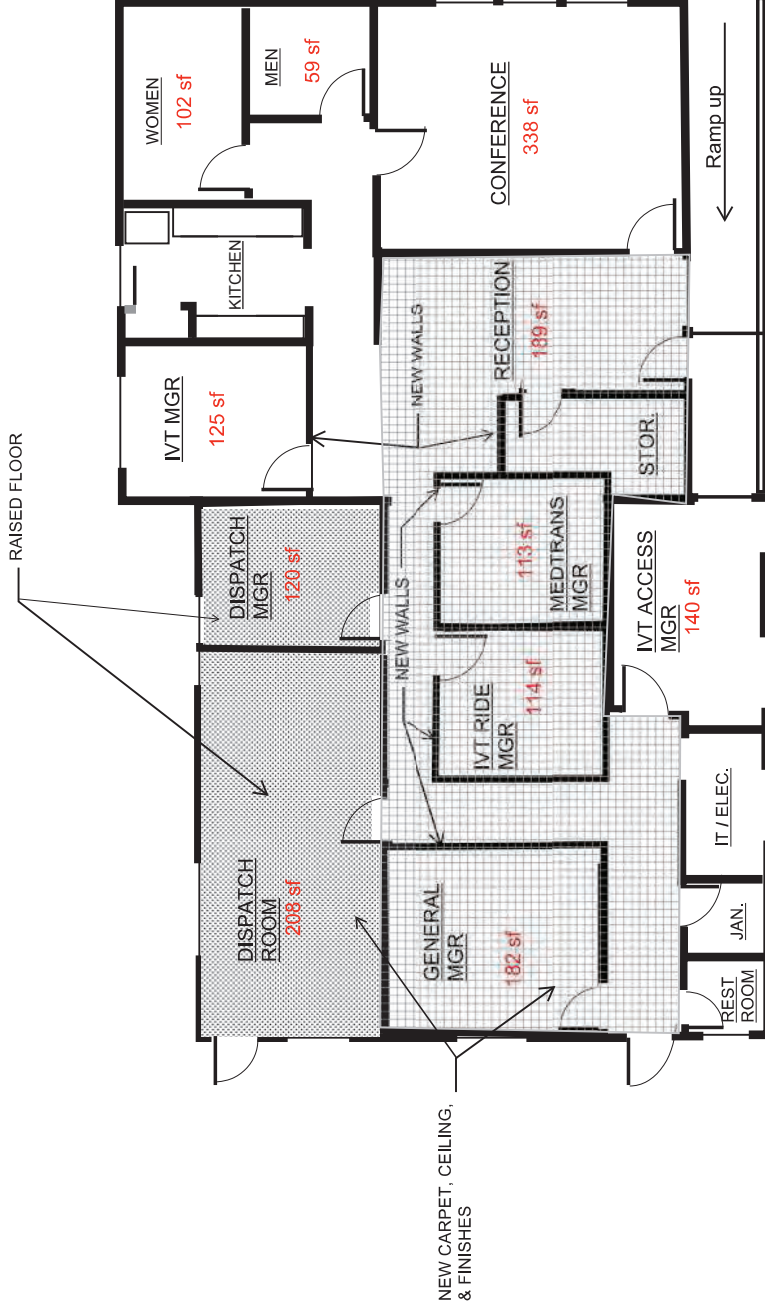 RAISED FLOOR
NEW CARPET, CEILING,
& FINISHES
DISPATCH
ROOM
208 sf
DISPATCH
MGR
120 sf
IVT MGR
125 sf
KITCHEN
WOMEN
102 sf
MEN
59 sf
CONFERENCE
338 sf
NEW WALLS
NEW WALLS
GENERAL
MGR
182 sf
IVT RIDE
MGR
114 sf
113 sf
MEDTRANS
MGR
RECEPTION
189 sf
STOR.
IVT ACCESS
MGR
140 sf
REST
ROOM
JAN.
IT / ELEC.
Ramp up